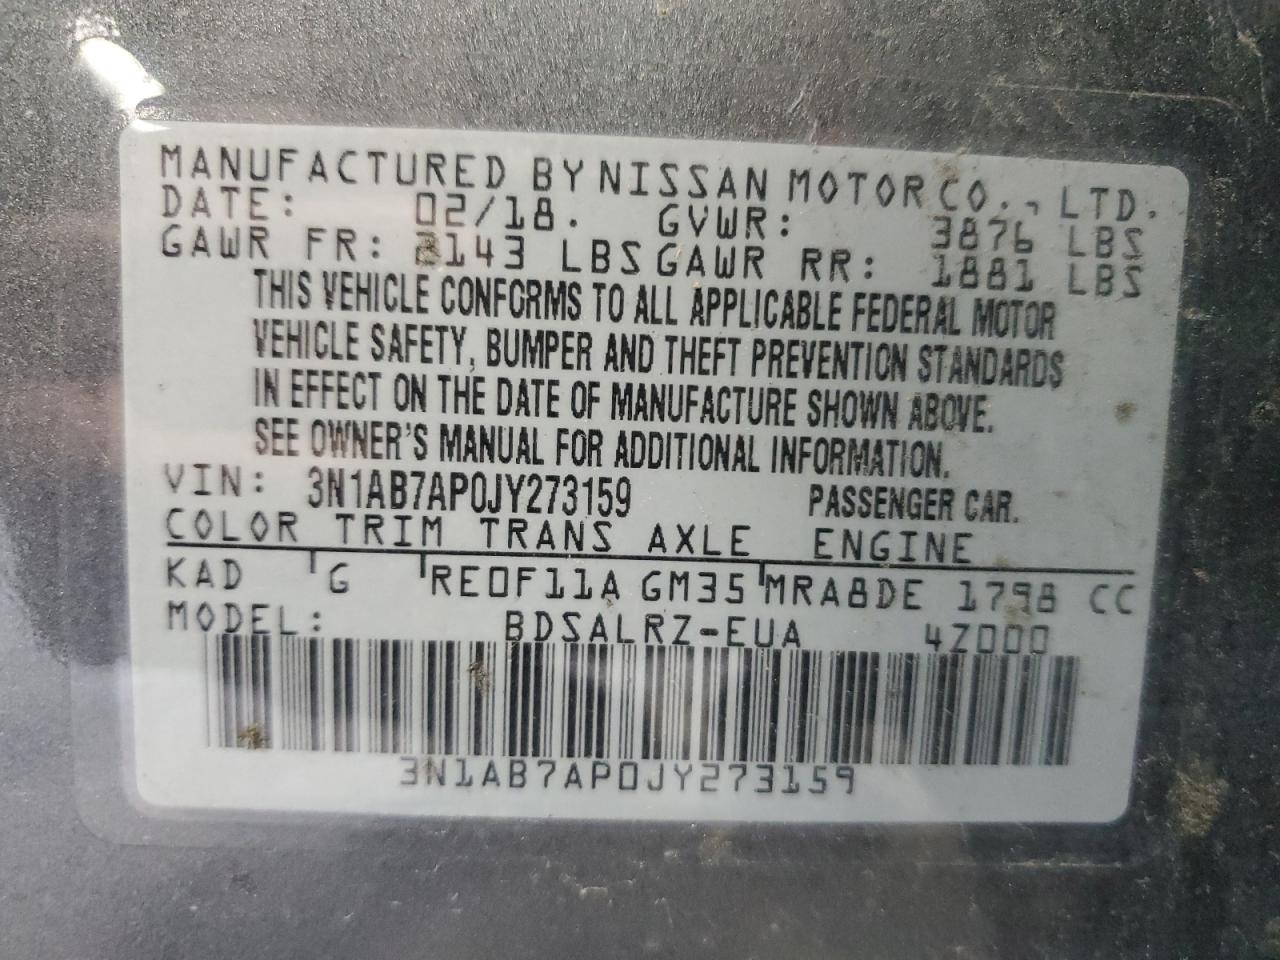 MANUFACTURED BY NISSAN MOTOR CO., LTD.
DATE: 02/18. GVWR: 3876 LBS
GAWR FR: 2143 LBS GAWR RR: 1881 LBS
THIS VEHICLE CONFORMS TO ALL APPLICABLE FEDERAL MOTOR
VEHICLE SAFETY, BUMPER AND THEFT PREVENTION STANDARDS
IN EFFECT ON THE DATE OF MANUFACTURE SHOWN ABOVE.
SEE OWNER'S MANUAL FOR ADDITIONAL INFORMATION.
VIN: 3N1AB7AP0JY273159 PASSENGER CAR.
COLOR TRIM TRANS AXLE ENGINE
KAD G RE0F11A GM35 MRA8DE 1798 CC
MODEL: BDSALRZ-EUA 4Z000
3N1AB7AP0JY273159